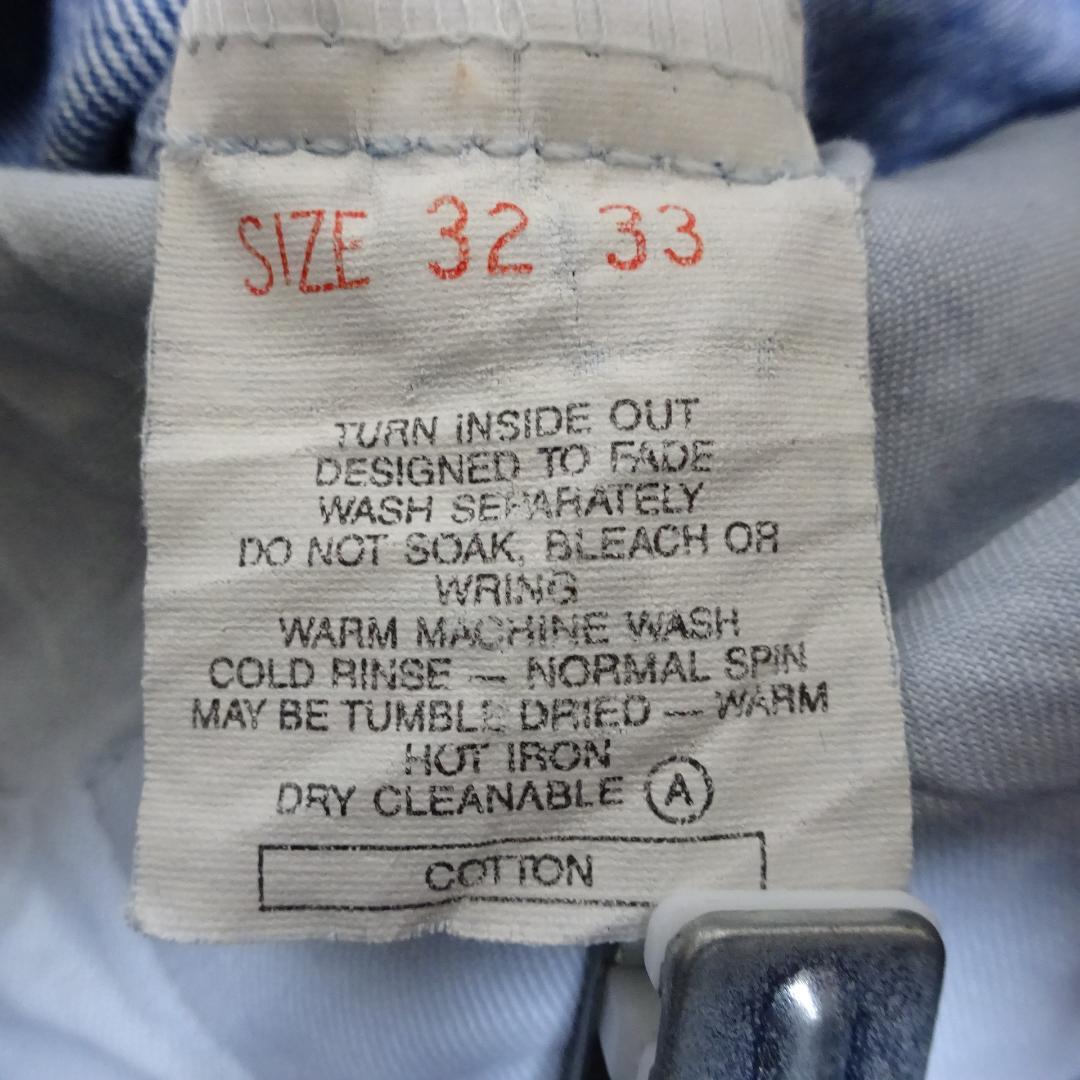 SIZE 32 33
TURN INSIDE OUT
DESIGNED TO FADE
WASH SEPARATELY
DO NOT SOAK, BLEACH OR
WRING
WARM MACHINE WASH
COLD RINSE — NORMAL SPIN
MAY BE TUMBLE DRIED — WARM
HOT IRON
DRY CLEANABLE Ⓐ
COTTON